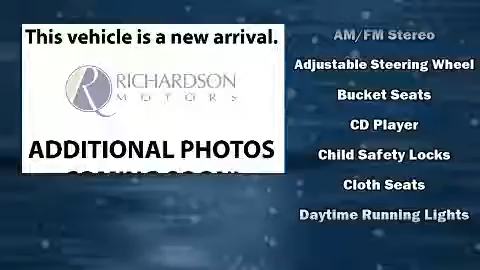 This vehicle is a new arrival.
RICHARDSON
MOTORS
ADDITIONAL PHOTOS
AM/FM Stereo
Adjustable Steering Wheel
Bucket Seats
CD Player
Child Safety Locks
Cloth Seats
Daytime Running Lights